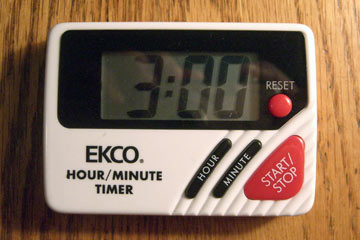 3:00
RESET
EKCO®
HOUR/MINUTE
TIMER
HOUR
MINUTE
START/
STOP